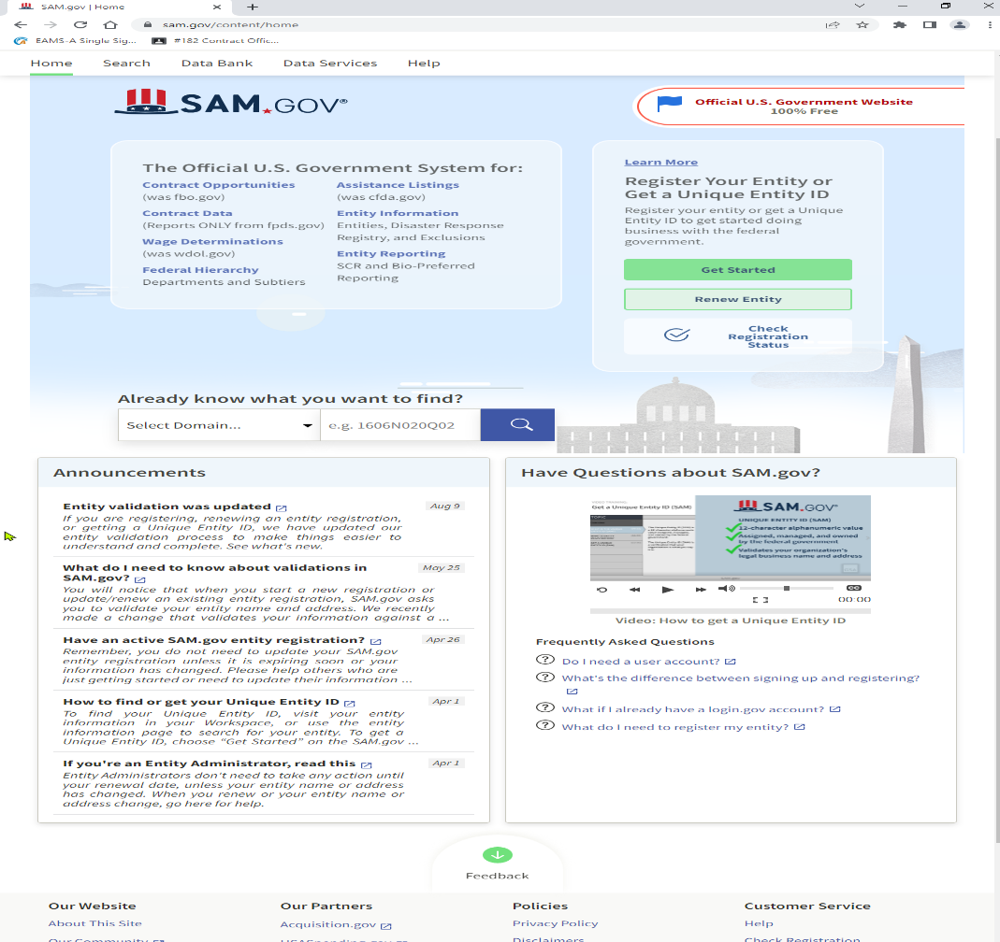 SAM.gov | Home
sam.gov/content/home
EAMS-A Single Sig...
#182 Contract Offic...
Home
Search
Data Bank
Data Services
Help
SAM.GOV®
Official U.S. Government Website
100% Free
The Official U.S. Government System for:
Contract Opportunities
(was fbo.gov)
Contract Data
(Reports ONLY from fpds.gov)
Wage Determinations
(was wdol.gov)
Federal Hierarchy
Departments and Subtiers
Assistance Listings
(was cfda.gov)
Entity Information
Entities, Disaster Response
Registry, and Exclusions
Entity Reporting
SCR and Bio-Preferred
Reporting
Learn More
Register Your Entity or
Get a Unique Entity ID
Register your entity or get a Unique
Entity ID to get started doing
business with the federal
government.
Get Started
Renew Entity
Check
Registration
Status
Already know what you want to find?
Select Domain...
e.g. 1606N020Q02
Announcements
Entity validation was updated
Aug 9
If you are registering, renewing an entity registration,
or getting a Unique Entity ID, we have updated our
entity validation process to make things easier to
understand and complete. See what's new.
What do I need to know about validations in
SAM.gov?
May 25
You will notice that when you start a new registration or
update/renew an existing entity registration, SAM.gov asks
you to validate your entity name and address. We recently
made a change that validates your information against a ...
Have an active SAM.gov entity registration?
Apr 26
Remember, you do not need to update your SAM.gov
entity registration unless it is expiring soon or your
information has changed. Please help others who are
just getting started or need to update their information ...
How to find or get your Unique Entity ID
Apr 1
To find your Unique Entity ID, visit your entity
information in your Workspace, or use the entity
information page to search for your entity. To get a
Unique Entity ID, choose “Get Started” on the SAM.gov ...
If you're an Entity Administrator, read this
Apr 1
Entity Administrators don't need to take any action until
your renewal date, unless your entity name or address
has changed. When you renew or your entity name or
address change, go here for help.
Have Questions about SAM.gov?
Get a Unique Entity ID (SAM)
TOPIC
SAM.GOV®
UNIQUE ENTITY ID (SAM)
12-character alphanumeric value
Assigned, managed, and owned
by the federal government
Validates your organization's
legal business name and address
CC
00:00
Video: How to get a Unique Entity ID
Frequently Asked Questions
Do I need a user account?
What's the difference between signing up and registering?
What if I already have a login.gov account?
What do I need to register my entity?
Feedback
Our Website
About This Site
Our Community
Our Partners
Acquisition.gov
USASpending.gov
Policies
Privacy Policy
Disclaimers
Customer Service
Help
Check Registration